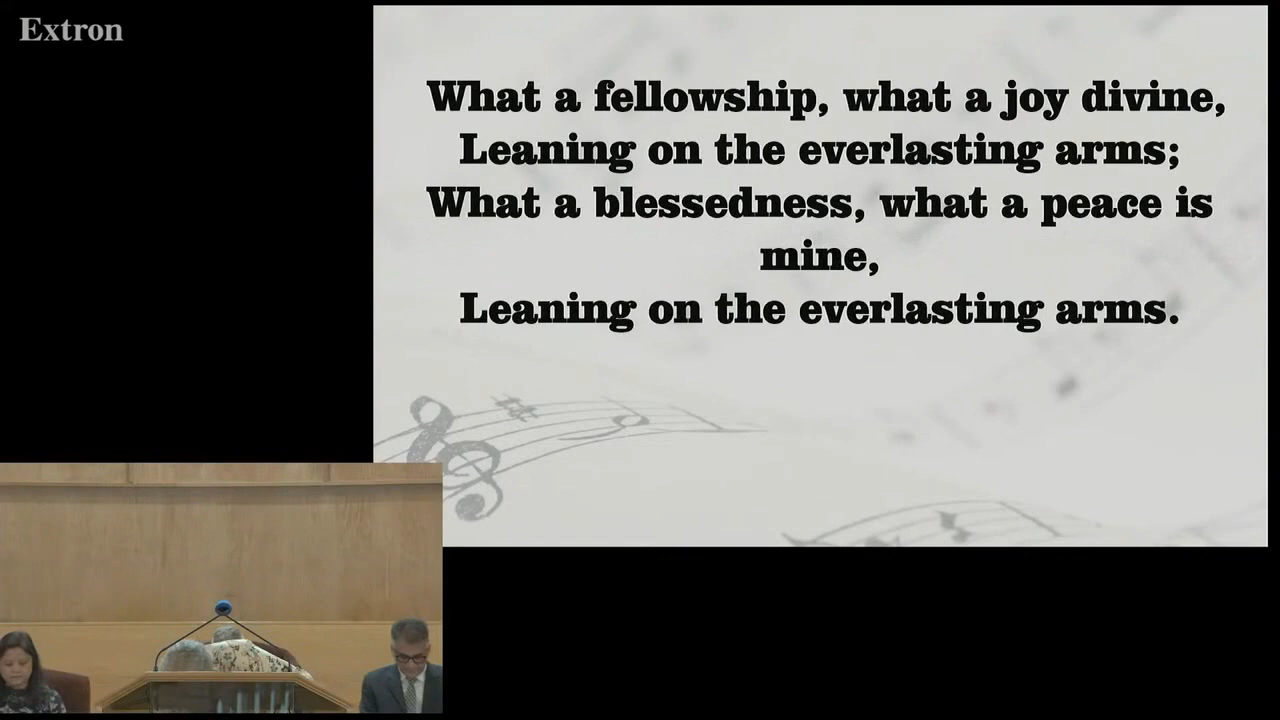 Extron
What a fellowship, what a joy divine,
Leaning on the everlasting arms;
What a blessedness, what a peace is
mine,
Leaning on the everlasting arms.